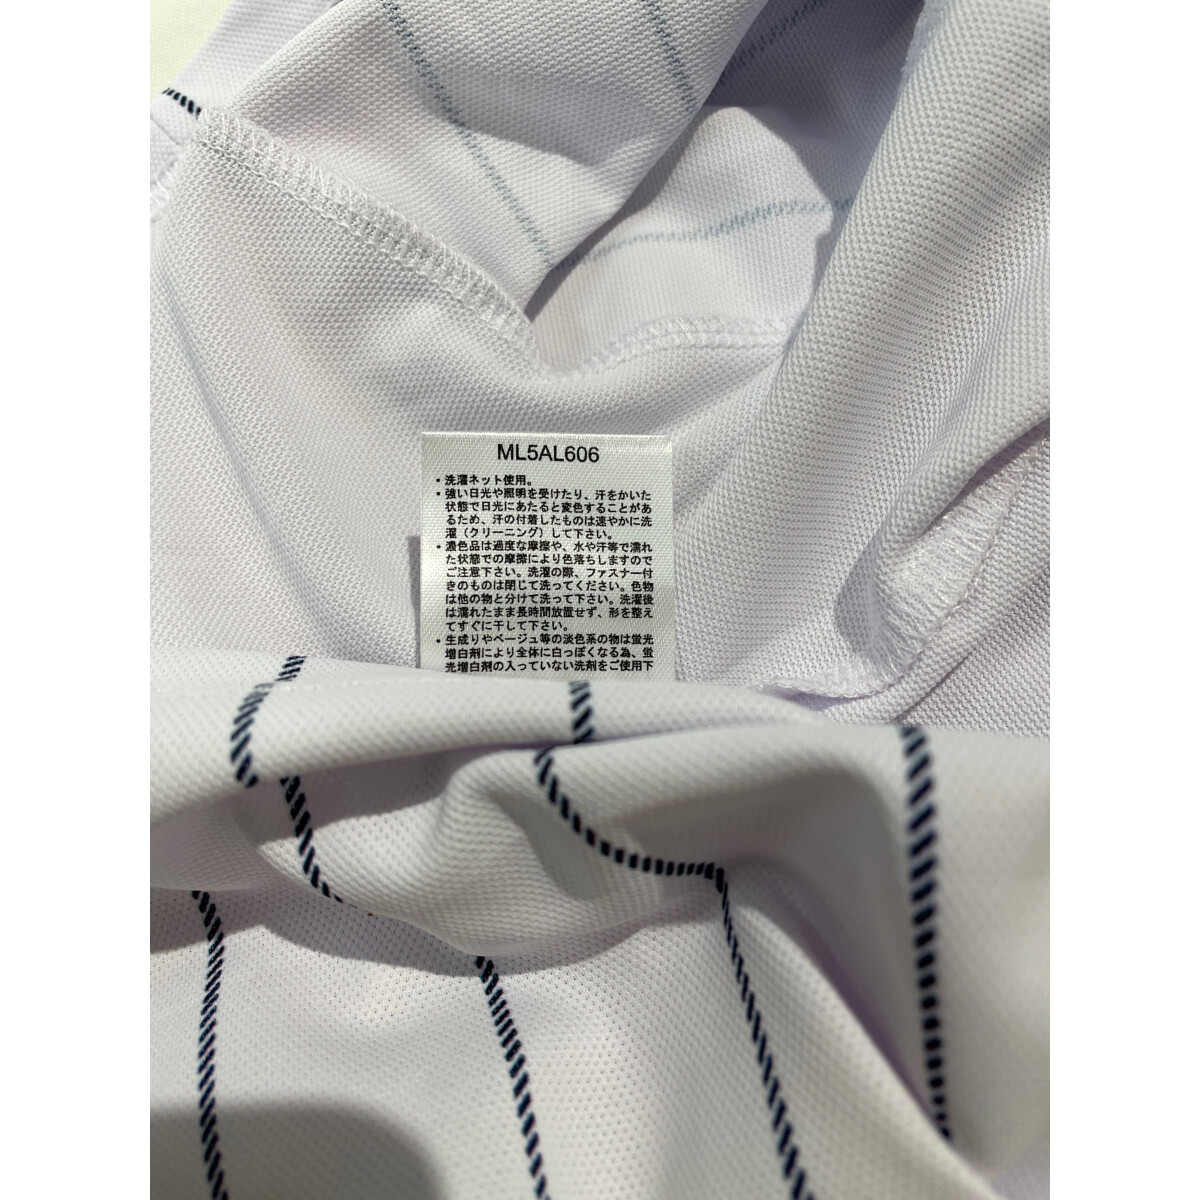 ML5AL606
・洗濯ネット使用。
・強い日光や照明を受けたり、汗をかいた
状態で日光にあたると変色することがあ
るため、汗の付着したものは速やかに洗
濯（クリーニング）して下さい。
・濃色品は過度な摩擦や、水や汗等で濡れ
た状態での摩擦により色落ちしますので
ご注意下さい。洗濯の際、ファスナー付
きのものは閉じて洗ってください。色物
は他の物と分けて洗って下さい。洗濯後
は濡れたまま長時間放置せず、形を整え
てすぐに干して下さい。
・生成りやベージュ等の淡色系の物は蛍光
増白剤により全体に白っぽくなる為、蛍
光増白剤の入っていない洗剤をご使用下